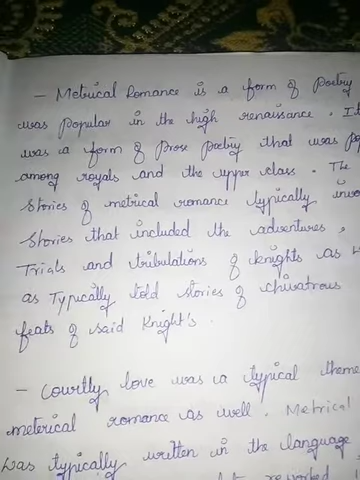 - Metrical Romance is a form of Poetry
was popular in the high renaissance. It
was a form of Prose Poetry that was
among royals and the upper class. The
stories of metrical romance typically
stories that included the adventures,
Trials and tribulations of knights as
as Typically told stories of chivatrous
feats of said Knight's.
- Courtly love was a typical theme
meterical romance as well. Metrical
was typically written in the language
reworked